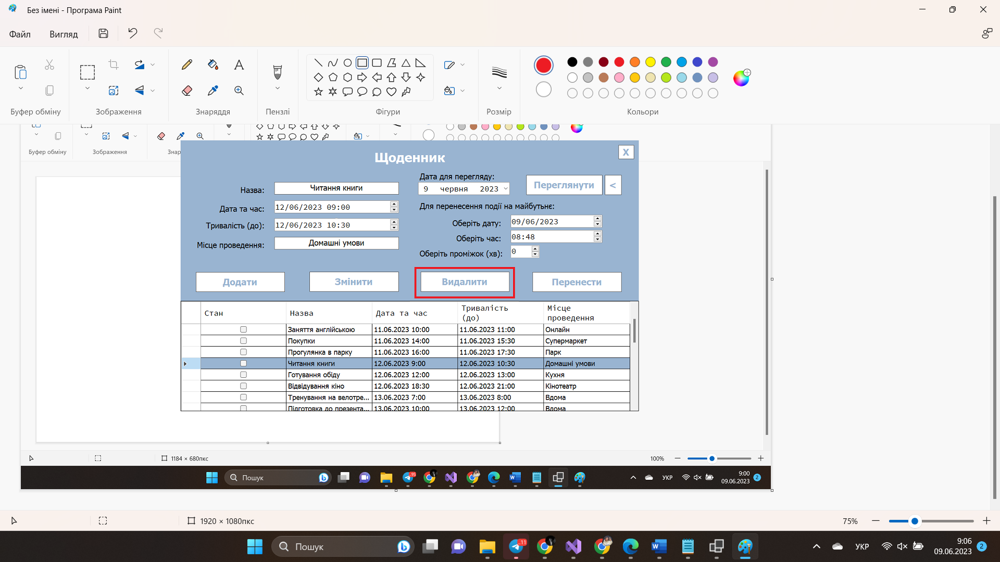 Без імені - Програма Paint
Файл Вигляд
Буфер обміну Зображення Знаряддя Пензлі Фігури Розмір Кольори
Буфер обміну Зображення Знар
Щоденник X
Дата для перегляду:
Назва: Читання книги 9 червня 2023 Переглянути <
Дата та час: 12/06/2023 09:00 Для перенесення події на майбутьнє:
Тривалість (до): 12/06/2023 10:30 Оберіть дату: 09/06/2023
Місце проведення: Домашні умови Оберіть час: 08:48
Оберіть проміжок (хв): 0
Додати Змінити Видалити Перенести
Стан Назва Дата та час Тривалість (до) Місце проведення
Заняття англійською 11.06.2023 10:00 11.06.2023 11:00 Онлайн
Покупки 11.06.2023 14:00 11.06.2023 15:30 Супермаркет
Прогулянка в парку 11.06.2023 16:00 11.06.2023 17:30 Парк
Читання книги 12.06.2023 9:00 12.06.2023 10:30 Домашні умови
Готування обіду 12.06.2023 12:00 12.06.2023 13:00 Кухня
Відвідування кіно 12.06.2023 18:30 12.06.2023 21:00 Кінотеатр
Тренування на велотре... 13.06.2023 7:00 13.06.2023 8:00 Вдома
Підготовка до презента... 13.06.2023 10:00 13.06.2023 12:00 Вдома
1184 × 680пкс 100%
Пошук 95 УКР 9:00
09.06.2023 2
1920 × 1080пкс 75%
Пошук ..11 УКР 9:06
09.06.2023 2